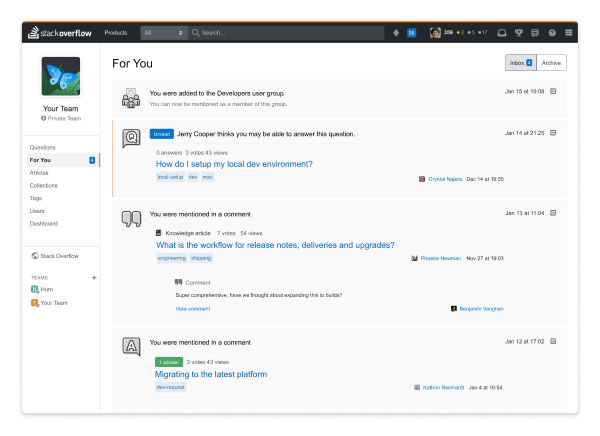 stackoverflow Products All Search... 38 359 2 5 17
Your Team
Private Team
Questions
For You 4
Articles
Collections
Tags
Users
Dashboard
Stack Overflow
TEAMS +
H Hum
Y Your Team
For You
Inbox 4 Archive
You were added to the Developers user group Jan 15 at 19:08
You can now be mentioned as a member of this group.
Q Unread Jerry Cooper thinks you may be able to answer this question. Jan 14 at 21:25
0 answers 3 votes 43 views
How do I setup my local dev environment?
local-setup dev mac
Crystal Najera Dec 14 at 16:50
You were mentioned in a comment Jan 13 at 11:04
Knowledge article 7 votes 54 views
What is the workflow for release notes, deliveries and upgrades?
engineering shipping
Phoebe Newman Nov 27 at 19:03
Comment
Super comprehensive, have we thought about expanding this to builds?
View comment Benjamin Vaughan
A You were mentioned in a comment Jan 12 at 17:02
1 answer 3 votes 43 views
Migrating to the latest platform
dev-request
Kathrin Reinhardt Jan 4 at 16:54